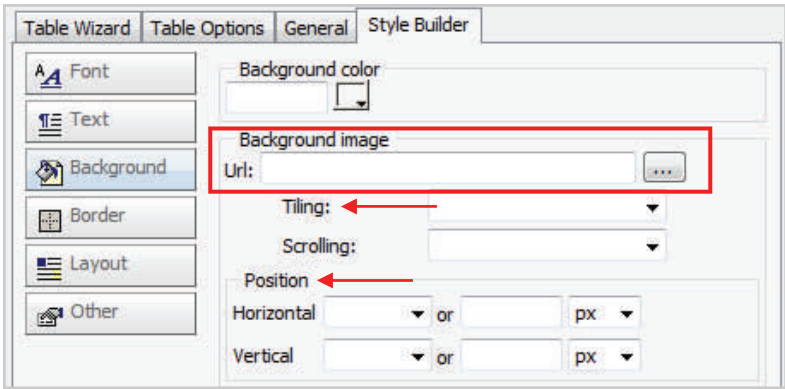 Table Wizard Table Options General Style Builder
Font
Text
Background
Border
Layout
Other
Background color
Background image
Url: ...
Tiling:
Scrolling:
Position
Horizontal or px
Vertical or px